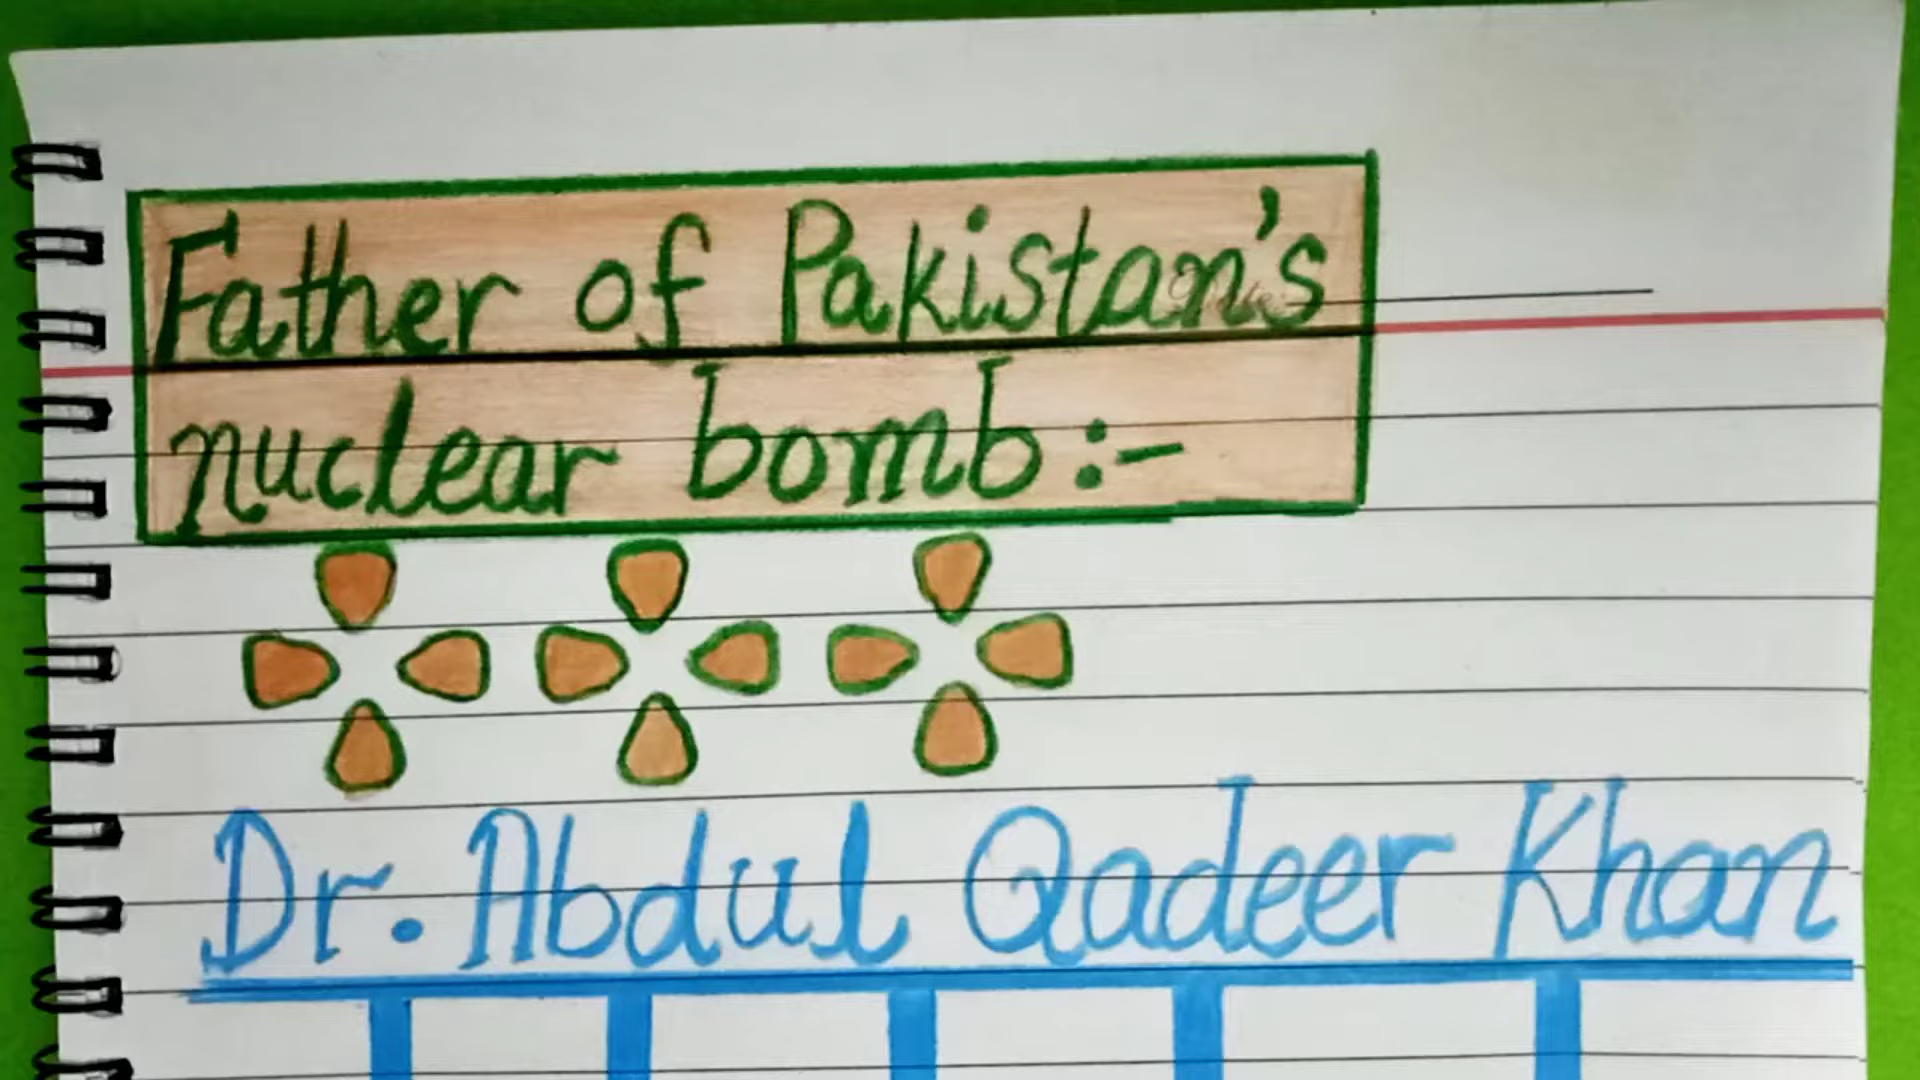 Father of Pakistan's
nuclear bomb:-
Dr. Abdul Qadeer Khan